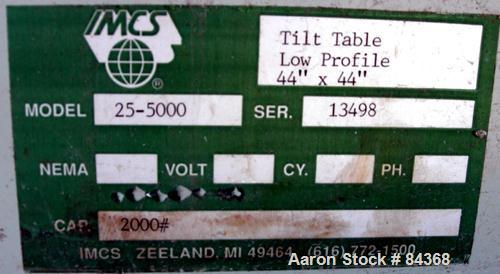 IMCS
®
Tilt Table
Low Profile
44" x 44"
MODEL 25-5000 SER. 13498
NEMA VOLT CY. PH.
CAP. 2000#
IMCS ZEELAND, MI 49464 (616) 772-1500
Aaron Stock # 84368